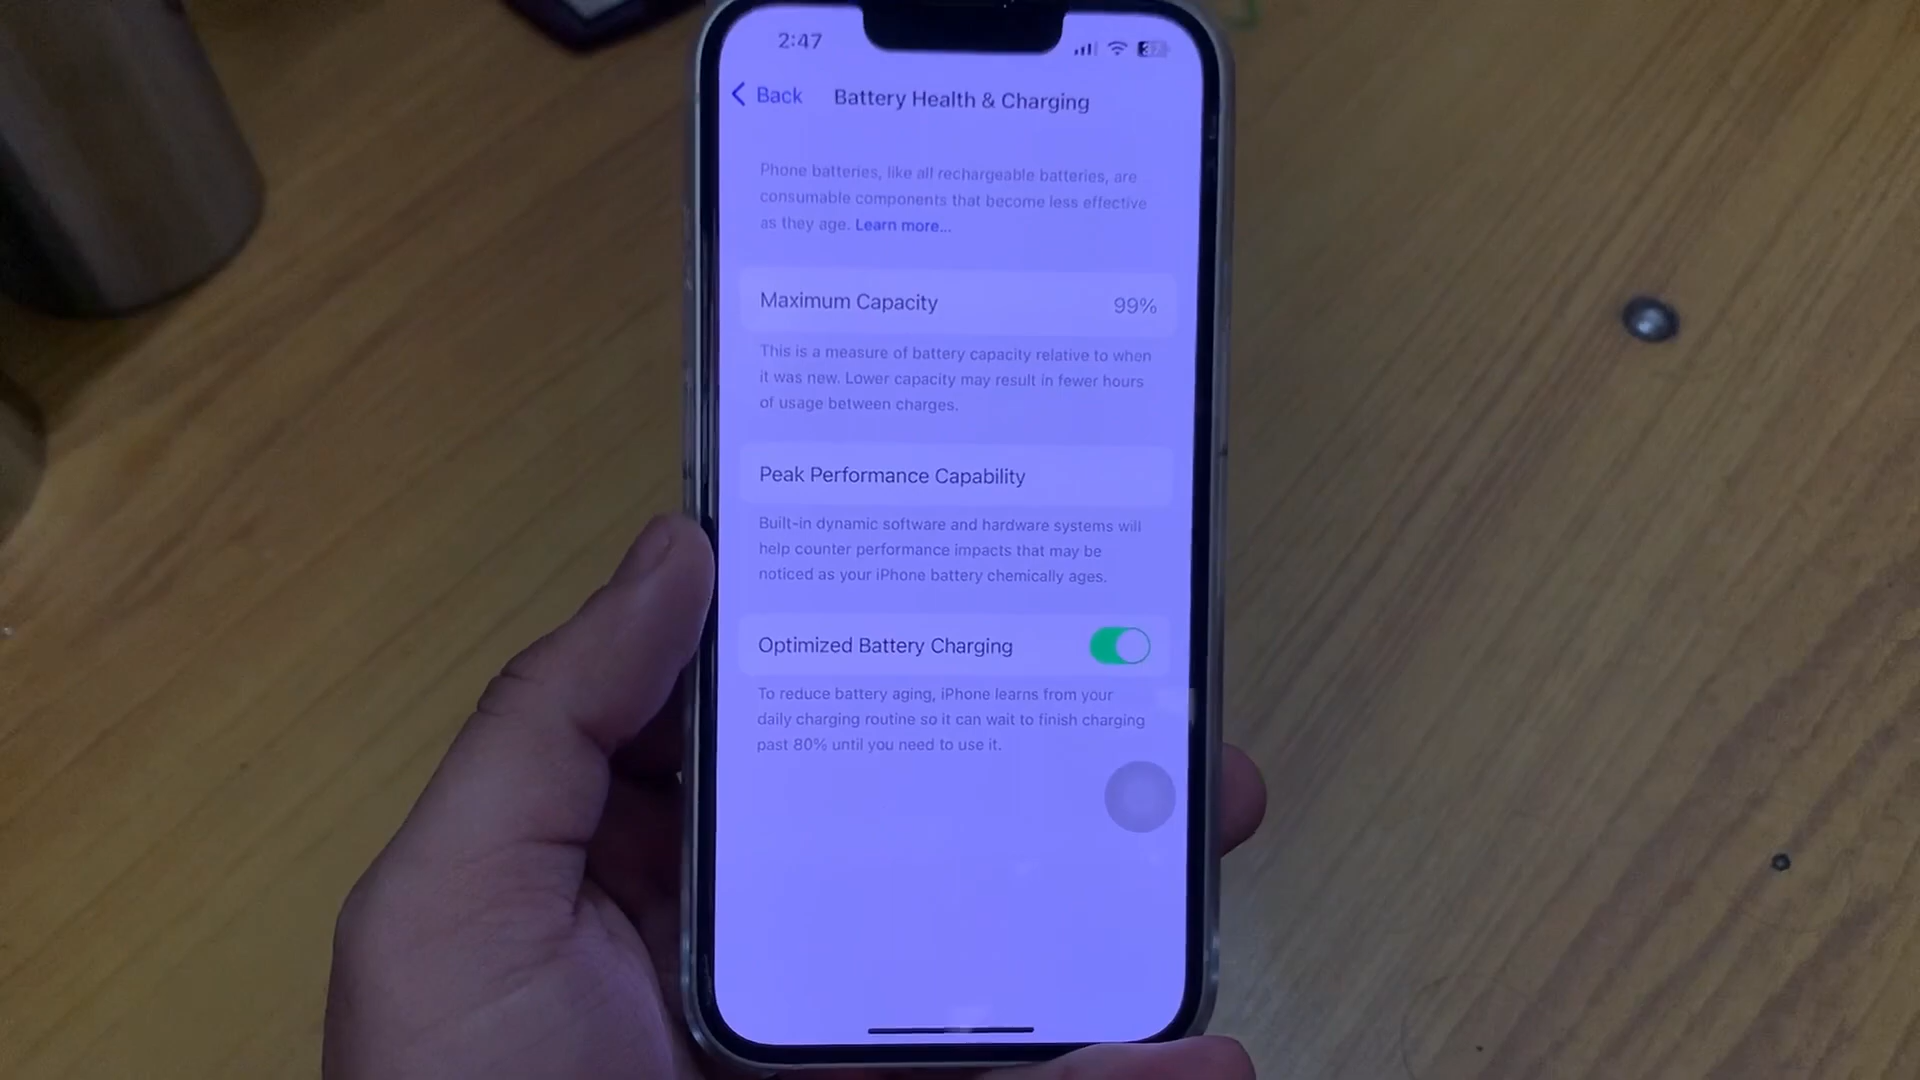 2:47
Back Battery Health & Charging
Phone batteries, like all rechargeable batteries, are
consumable components that become less effective
as they age. Learn more...
Maximum Capacity 99%
This is a measure of battery capacity relative to when
it was new. Lower capacity may result in fewer hours
of usage between charges.
Peak Performance Capability
Built-in dynamic software and hardware systems will
help counter performance impacts that may be
noticed as your iPhone battery chemically ages.
Optimized Battery Charging
To reduce battery aging, iPhone learns from your
daily charging routine so it can wait to finish charging
past 80% until you need to use it.